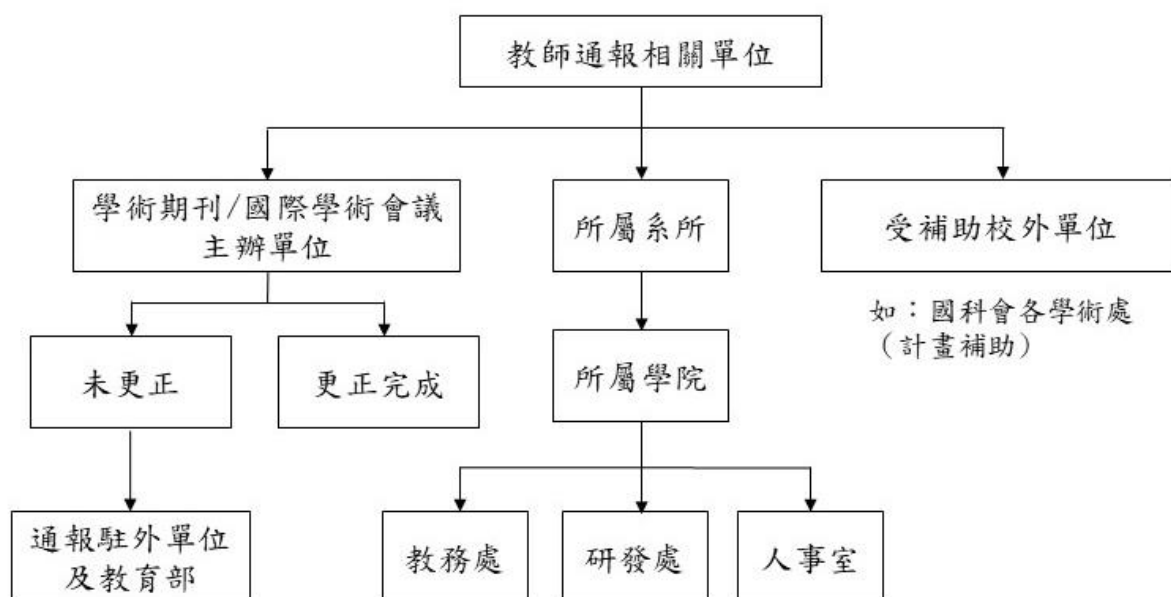 教師通報相關單位
學術期刊/國際學術會議
主辦單位
所屬系所
受補助校外單位
如：國科會各學術處
（計畫補助）
未更正
更正完成
所屬學院
通報駐外單位
及教育部
教務處
研發處
人事室